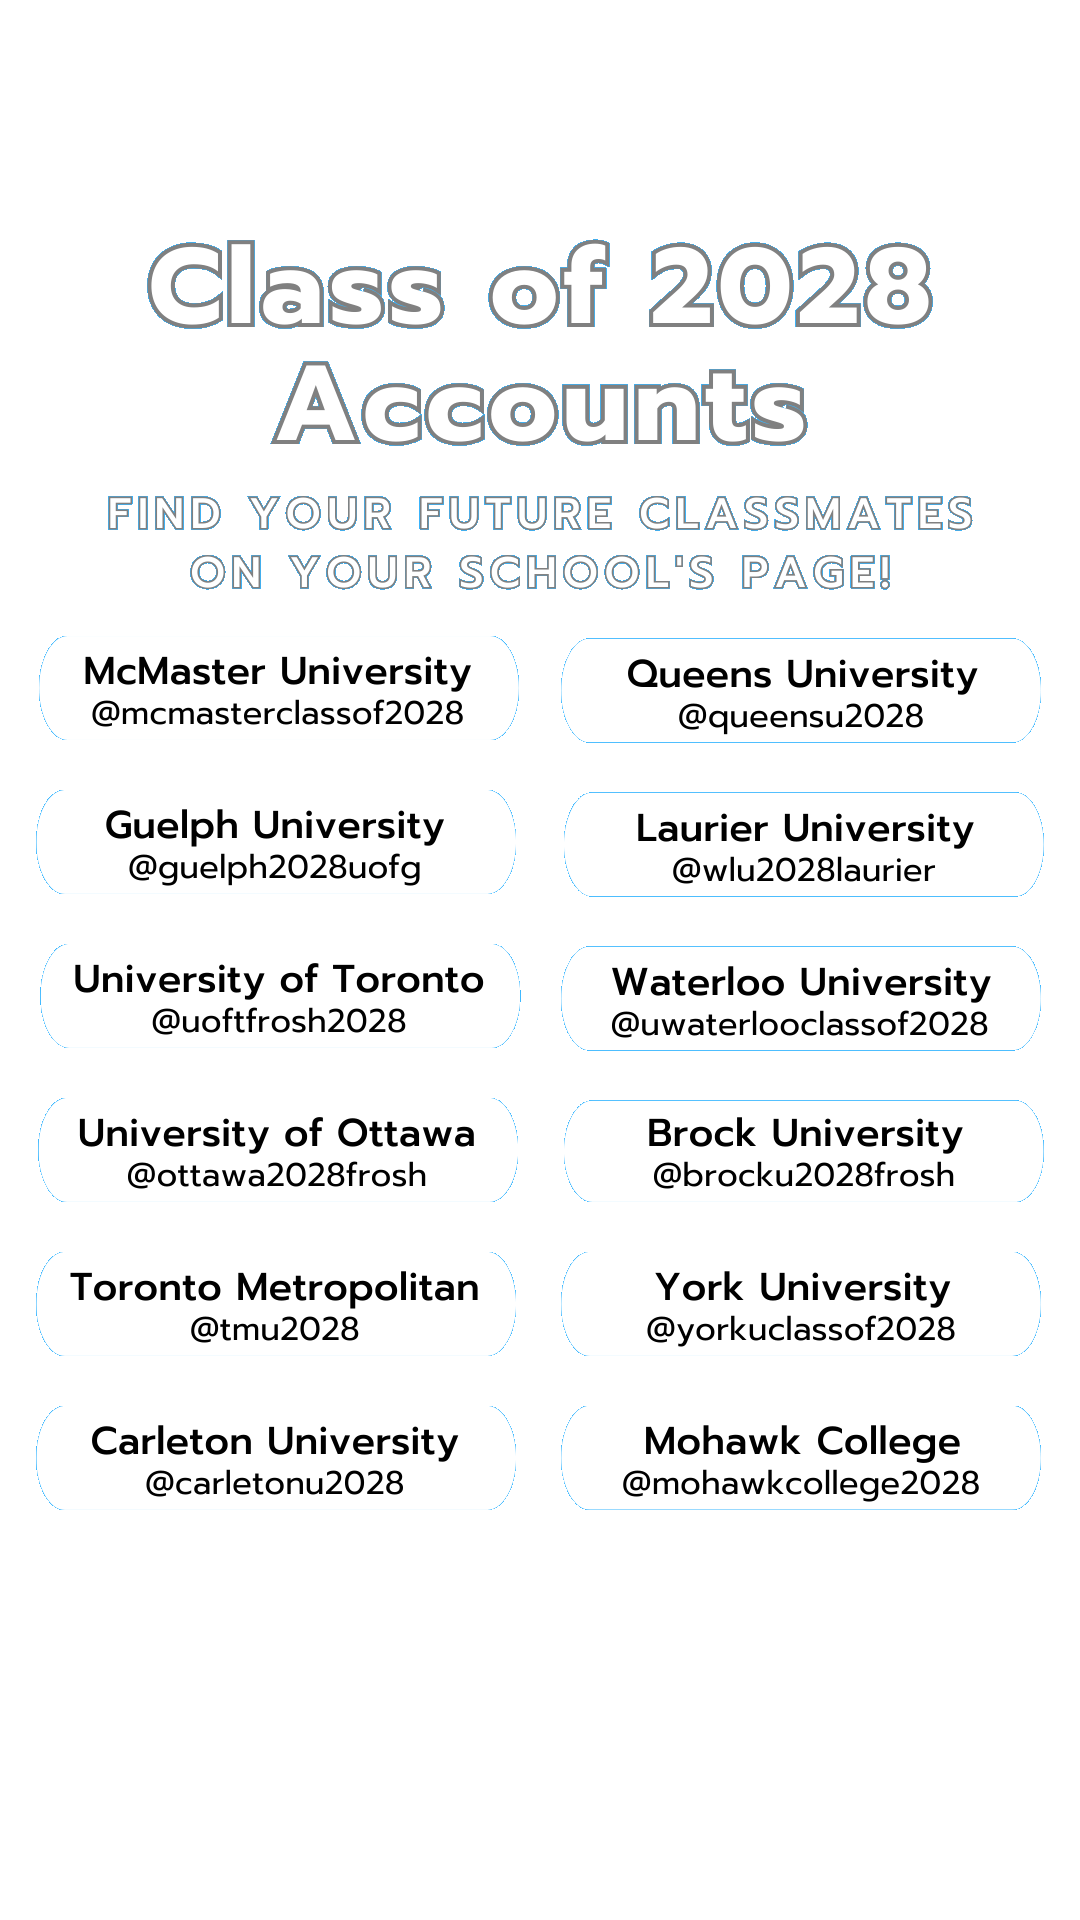 Class of 2028
Accounts
FIND YOUR FUTURE CLASSMATES
ON YOUR SCHOOL'S PAGE!
McMaster University
@mcmasterclassof2028
Queens University
@queensu2028
Guelph University
@guelph2028uofg
Laurier University
@wlu2028laurier
University of Toronto
@uoftfrosh2028
Waterloo University
@uwaterlooclassof2028
University of Ottawa
@ottawa2028frosh
Brock University
@brocku2028frosh
Toronto Metropolitan
@tmu2028
York University
@yorkuclassof2028
Carleton University
@carletonu2028
Mohawk College
@mohawkcollege2028